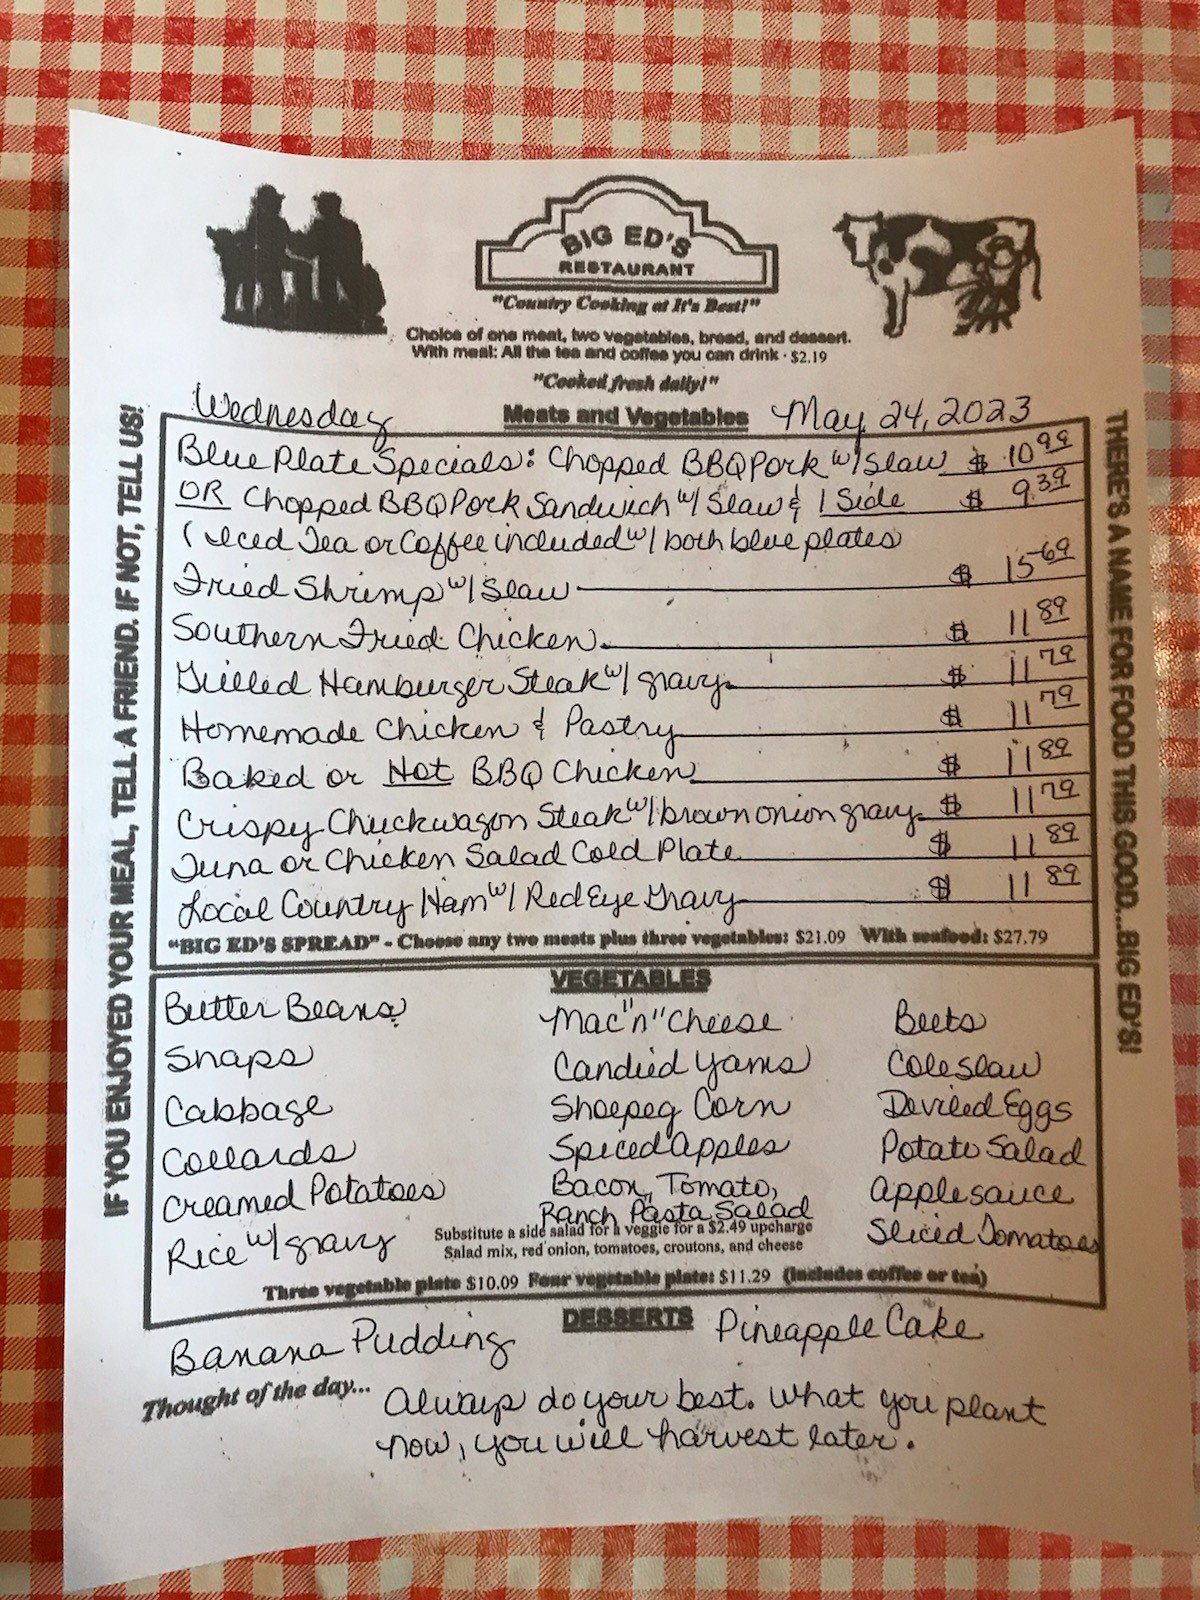 BIG ED'S
RESTAURANT
"Country Cooking at It's Best!"
Choice of one meat, two vegetables, bread, and dessert.
With meal: All the tea and coffee you can drink · $2.19
"Cooked fresh daily!"
Wednesday Meats and Vegetables May 24, 2023
Blue Plate Specials: Chopped BBQ Pork w/ Slaw $ 10.99
OR Chopped BBQ Pork Sandwich w/ Slaw & 1 Side $ 9.39
( Iced Tea or Coffee included w/ both blue plates
Fried Shrimp w/ Slaw $ 15.69
Southern Fried Chicken $ 11.89
Grilled Hamburger Steak w/ gravy $ 11.79
Homemade Chicken & Pastry $ 11.79
Baked or Hot BBQ Chicken $ 11.89
Crispy Chuckwagon Steak w/ brown onion gravy $ 11.79
Tuna or Chicken Salad Cold Plate $ 11.89
Local Country Ham w/ Red Eye Gravy $ 11.89
"BIG ED'S SPREAD" - Choose any two meats plus three vegetables: $21.09 With seafood: $27.79
VEGETABLES
Butter Beans Mac "n" Cheese Beets
Snaps Candied Yams Coleslaw
Cabbage Shoepeg Corn Deviled Eggs
Collards Spiced Apples Potato Salad
Creamed Potatoes Bacon, Tomato, Applesauce
Ranch Pasta Salad
Rice w/ gravy Substitute a side salad for a veggie for a $2.49 upcharge Sliced Tomatoes
Salad mix, red onion, tomatoes, croutons, and cheese
Three vegetable plate $10.09 Four vegetable plate: $11.29 (Includes coffee or tea)
DESSERTS
Banana Pudding Pineapple Cake
Thought of the day... Always do your best. What you plant
now, you will harvest later.
IF YOU ENJOYED YOUR MEAL, TELL A FRIEND. IF NOT, TELL US!
THERE'S A NAME FOR FOOD THIS GOOD...BIG ED'S!